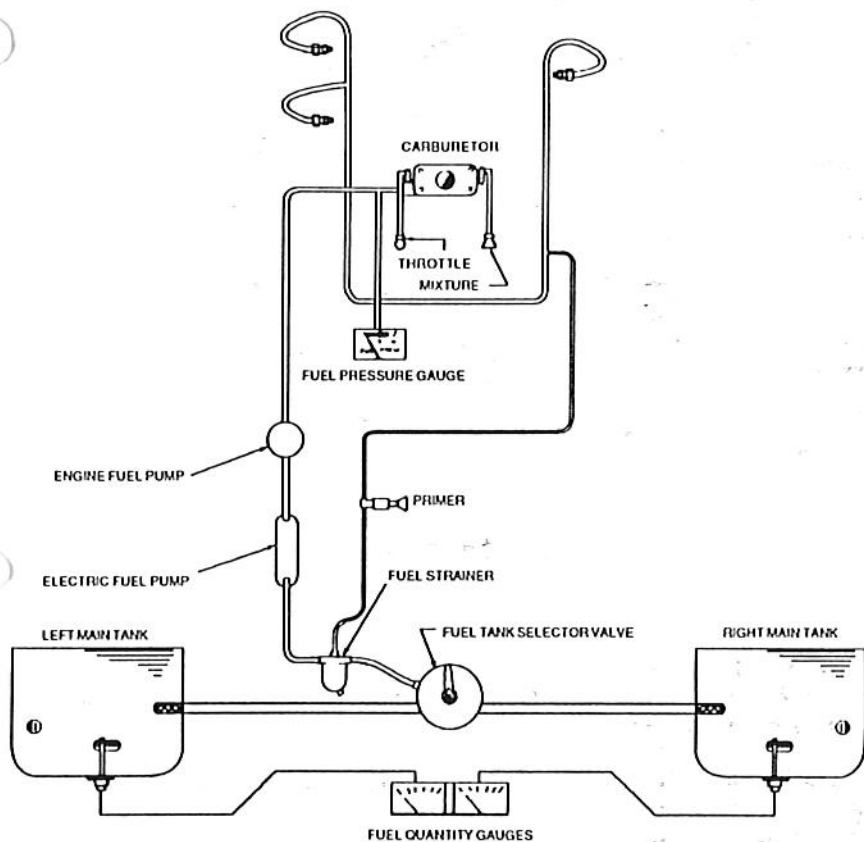 CARBURETOR
THROTTLE
MIXTURE
FUEL PRESSURE GAUGE
ENGINE FUEL PUMP
PRIMER
ELECTRIC FUEL PUMP
FUEL STRAINER
LEFT MAIN TANK
FUEL TANK SELECTOR VALVE
RIGHT MAIN TANK
FUEL QUANTITY GAUGES